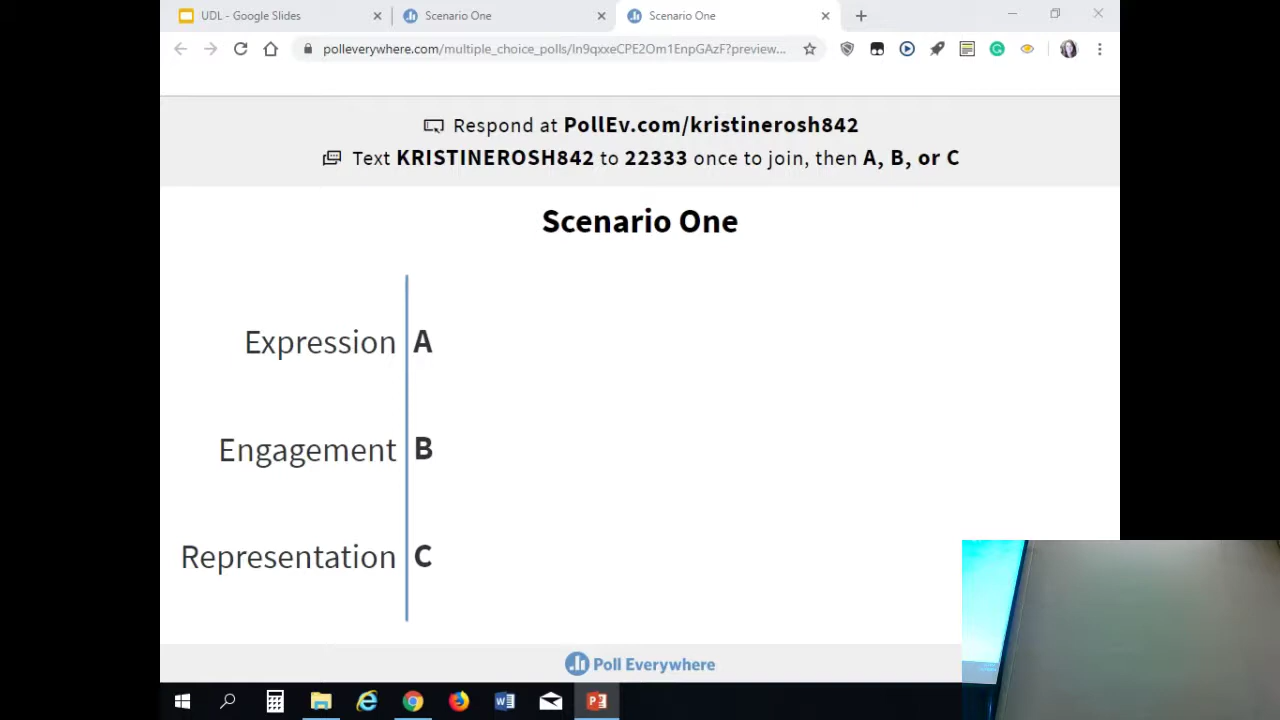 UDL - Google Slides
Scenario One
Scenario One
polleverywhere.com/multiple_choice_polls/ln9qxxeCPE2Om1EnpGAzF?preview...
Respond at PollEv.com/kristinerosh842
Text KRISTINEROSH842 to 22333 once to join, then A, B, or C
Scenario One
Expression A
Engagement B
Representation C
Poll Everywhere